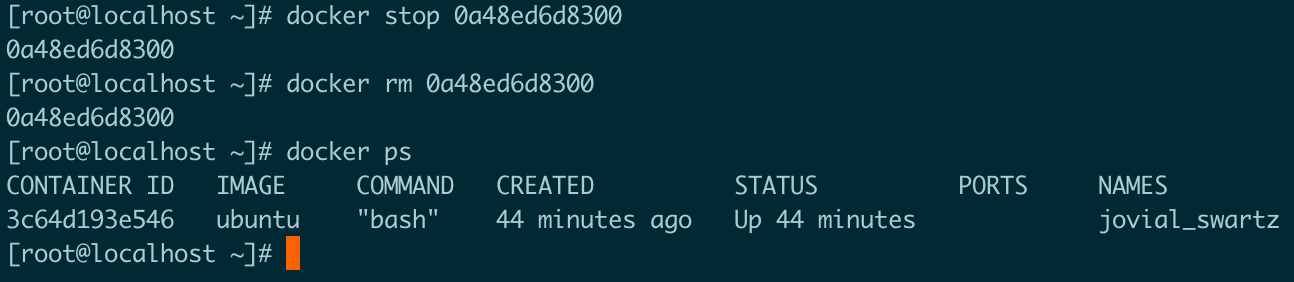 [root@localhost ~]# docker stop 0a48ed6d8300
0a48ed6d8300
[root@localhost ~]# docker rm 0a48ed6d8300
0a48ed6d8300
[root@localhost ~]# docker ps
CONTAINER ID   IMAGE     COMMAND   CREATED          STATUS          PORTS     NAMES
3c64d193e546   ubuntu    "bash"    44 minutes ago   Up 44 minutes             jovial_swartz
[root@localhost ~]#